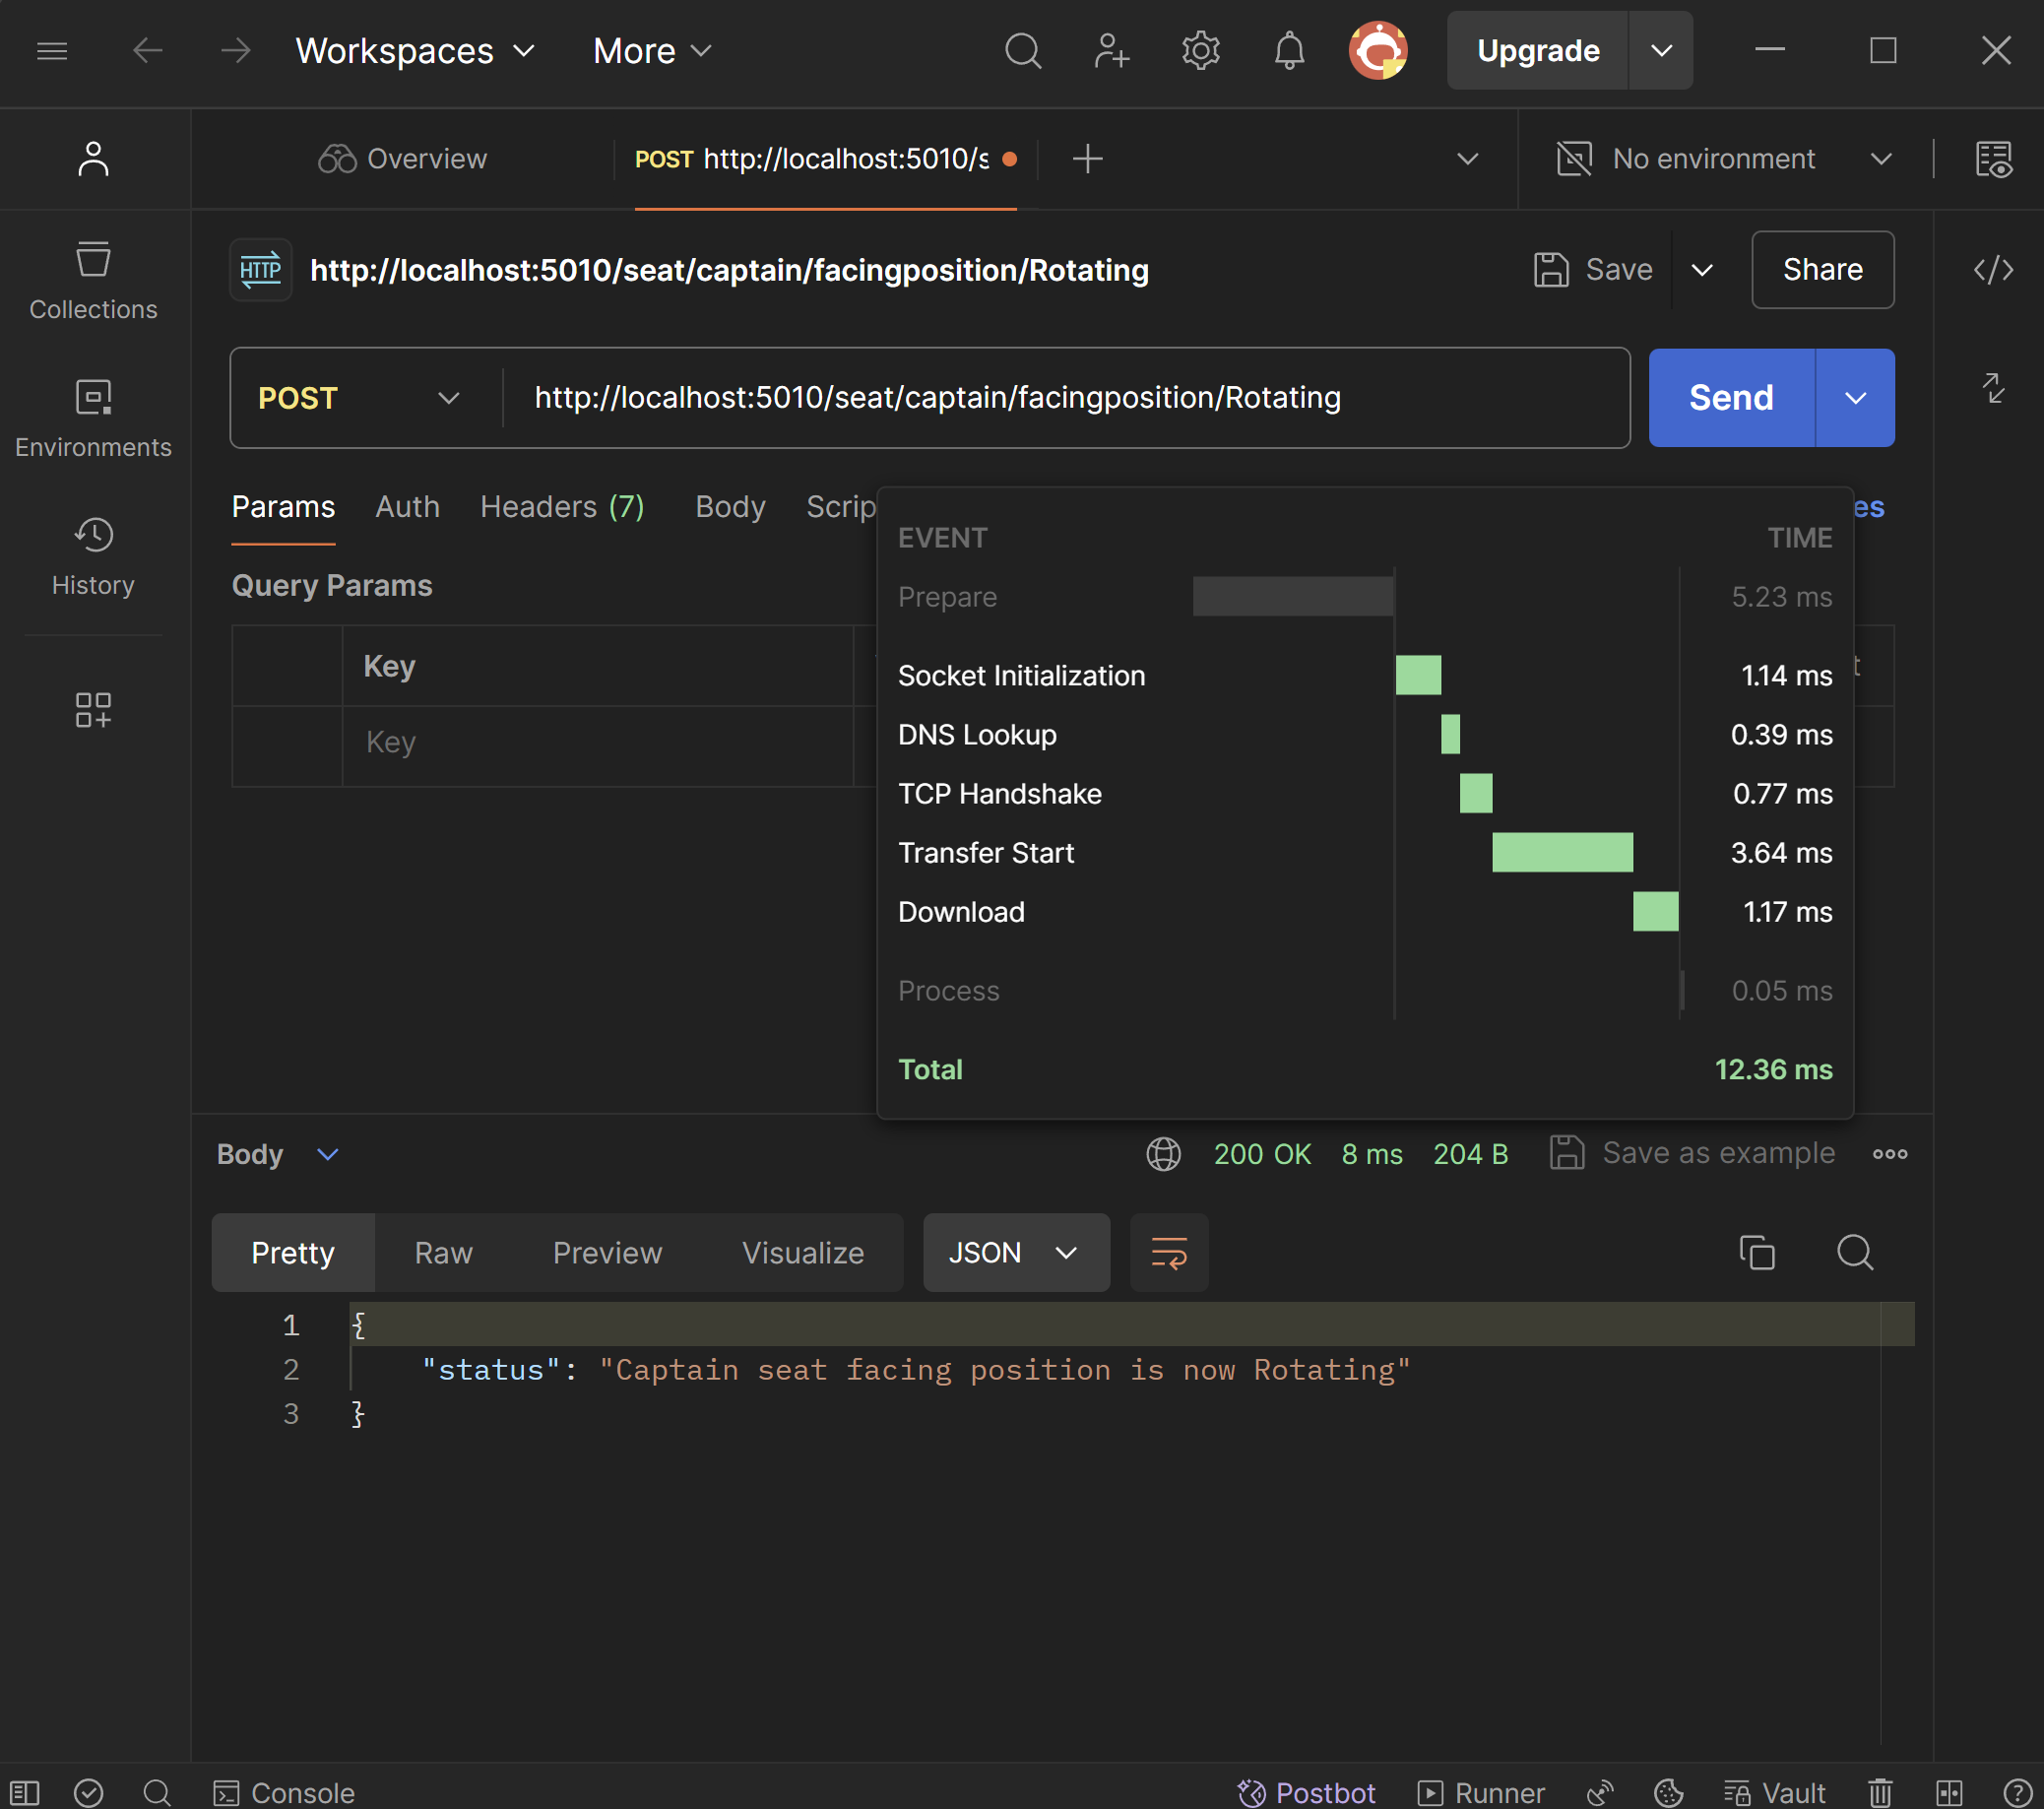 Workspaces More Upgrade
Overview POST http://localhost:5010/s No environment
HTTP http://localhost:5010/seat/captain/facingposition/Rotating Save Share
Collections
POST http://localhost:5010/seat/captain/facingposition/Rotating Send
Environments
Params Auth Headers (7) Body Scrip es
History
Query Params
Key t
Key
EVENT TIME
Prepare 5.23 ms
Socket Initialization 1.14 ms
DNS Lookup 0.39 ms
TCP Handshake 0.77 ms
Transfer Start 3.64 ms
Download 1.17 ms
Process 0.05 ms
Total 12.36 ms
Body 200 OK 8 ms 204 B Save as example
Pretty Raw Preview Visualize JSON
1 {
2 "status": "Captain seat facing position is now Rotating"
3 }
Console Postbot Runner Vault